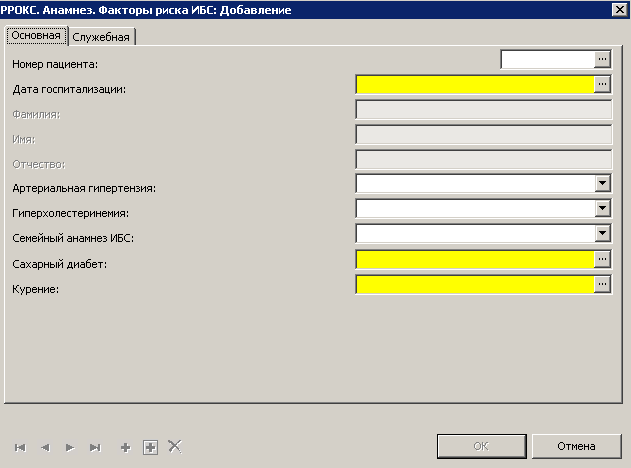 РРОКС. Анамнез. Факторы риска ИБС: Добавление
Основная Служебная
Номер пациента:
Дата госпитализации:
Фамилия:
Имя:
Отчество:
Артериальная гипертензия:
Гиперхолестеринемия:
Семейный анамнез ИБС:
Сахарный диабет:
Курение:
ОК Отмена